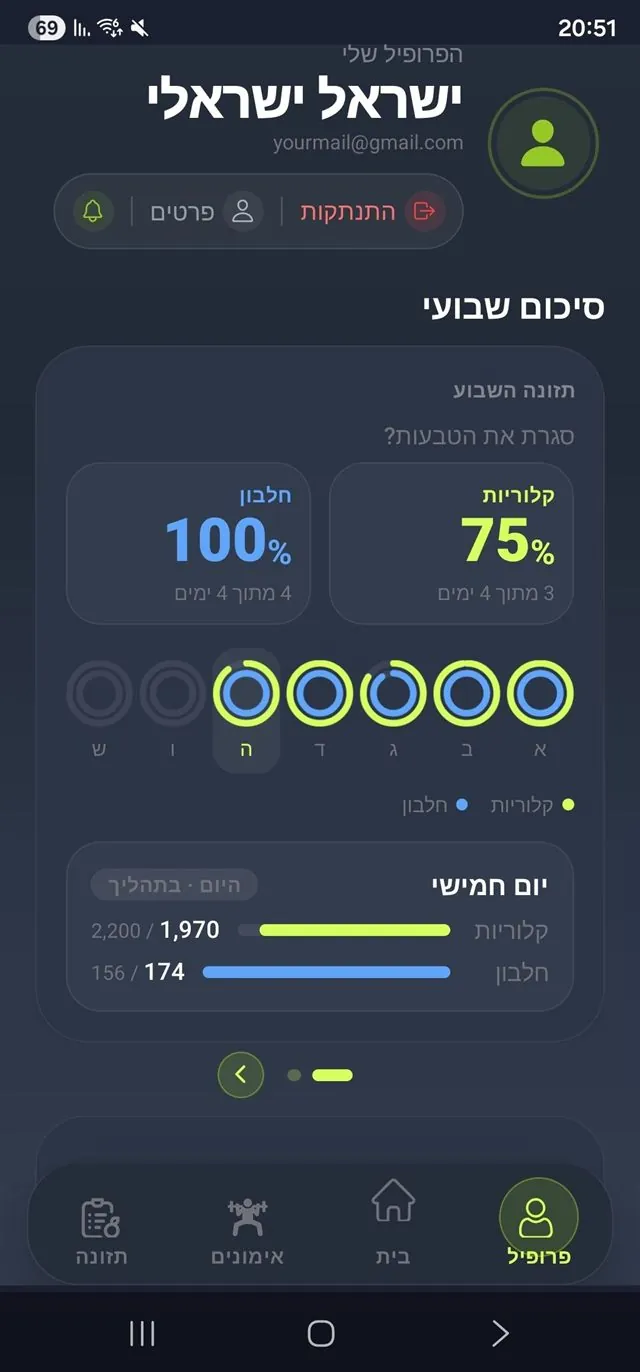 69
20:51
הפרופיל שלי
ישראל ישראלי
yourmail@gmail.com
התנתקות
פרטים
סיכום שבועי
תזונה השבוע
סגרת את הטבעות?
קלוריות
75%
3 מתוך 4 ימים
חלבון
100%
4 מתוך 4 ימים
א ב ג ד ה ו ש
קלוריות חלבון
יום חמישי
היום · בתהליך
קלוריות 1,970 / 2,200
חלבון 174 / 156
פרופיל בית אימונים תזונה